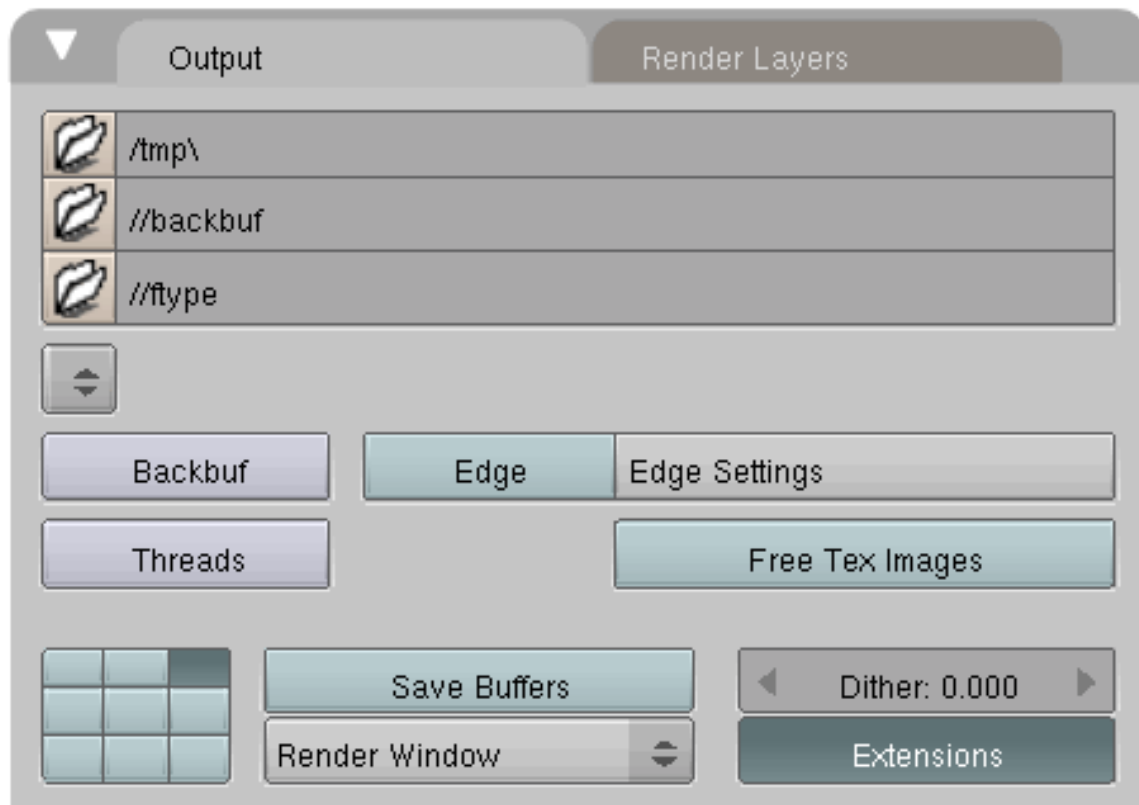 Output Render Layers
/tmp\
//backbuf
//ftype
Backbuf Edge Edge Settings
Threads Free Tex Images
Save Buffers Dither: 0.000
Render Window Extensions